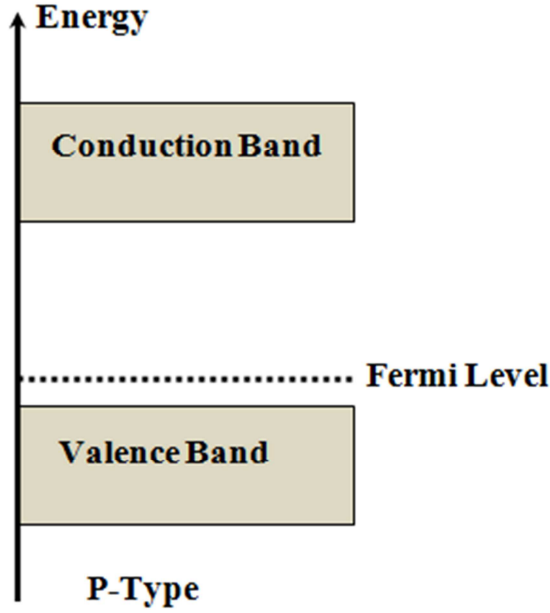 Energy
Conduction Band
Fermi Level
Valence Band
P-Type